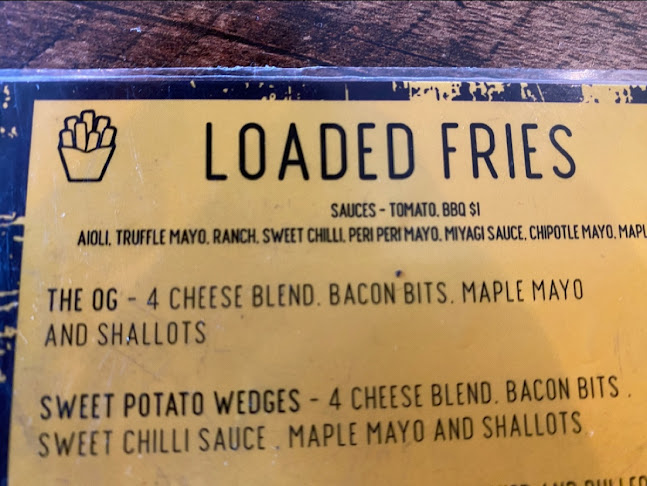 LOADED FRIES
SAUCES - TOMATO, BBQ $1
AIOLI, TRUFFLE MAYO, RANCH, SWEET CHILLI, PERI PERI MAYO, MIYAGI SAUCE, CHIPOTLE MAYO, MAPL
THE OG - 4 CHEESE BLEND, BACON BITS, MAPLE MAYO
AND SHALLOTS
SWEET POTATO WEDGES - 4 CHEESE BLEND, BACON BITS ,
SWEET CHILLI SAUCE , MAPLE MAYO AND SHALLOTS
AND